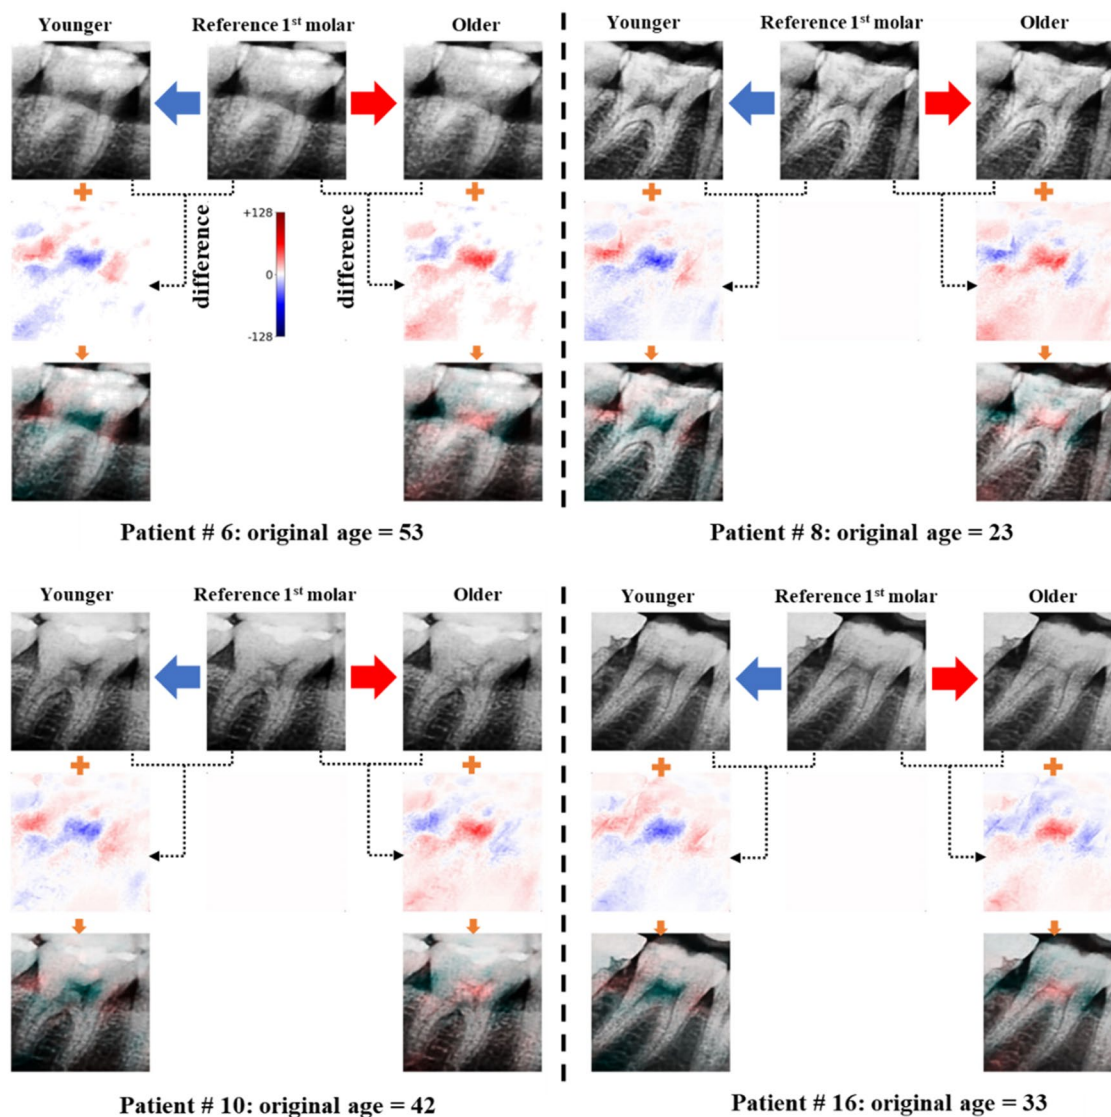 Younger
Reference 1st molar
Older
+128
0
-128
difference
difference
Patient # 6: original age = 53
Younger
Reference 1st molar
Older
Patient # 8: original age = 23
Younger
Reference 1st molar
Older
Patient # 10: original age = 42
Younger
Reference 1st molar
Older
Patient # 16: original age = 33